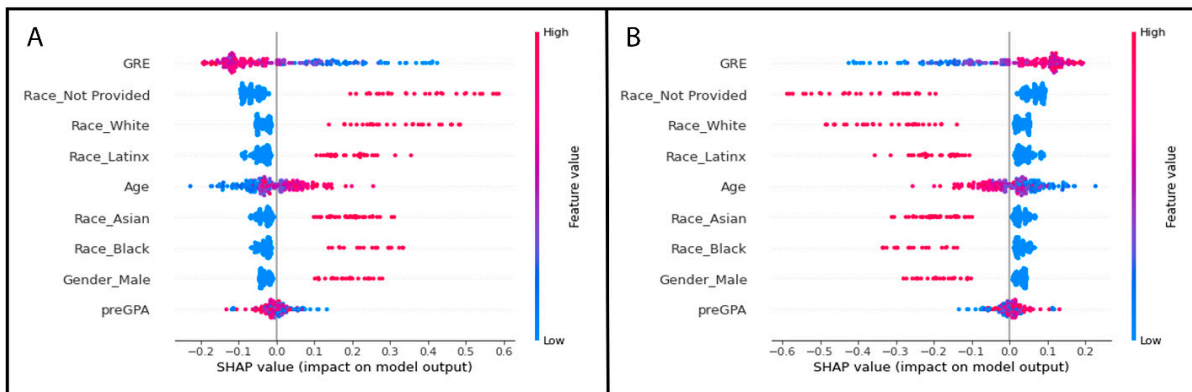 A
High
GRE
Race_Not Provided
Race_White
Race_Latinx
Age
Race_Asian
Race_Black
Gender_Male
preGPA
Feature value
Low
−0.2 −0.1 0.0 0.1 0.2 0.3 0.4 0.5 0.6
SHAP value (impact on model output)
B
High
GRE
Race_Not Provided
Race_White
Race_Latinx
Age
Race_Asian
Race_Black
Gender_Male
preGPA
Feature value
Low
−0.6 −0.5 −0.4 −0.3 −0.2 −0.1 0.0 0.1 0.2
SHAP value (impact on model output)